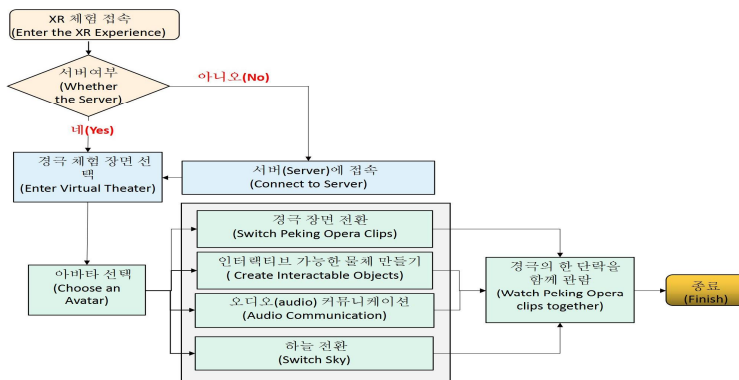 XR 체험 접속
(Enter the XR Experience)
서버여부
(Whether
the Server)
아니오(No)
네(Yes)
경극 체험 장면 선
택
(Enter Virtual Theater)
서버(Server)에 접속
(Connect to Server)
경극 장면 전환
(Switch Peking Opera Clips)
아바타 선택
(Choose an
Avatar)
인터랙티브 가능한 물체 만들기
( Create Interactable Objects)
오디오(audio) 커뮤니케이션
(Audio Communication)
하늘 전환
(Switch Sky)
경극의 한 단락을
함께 관람
(Watch Peking Opera
clips together)
종료
(Finish)